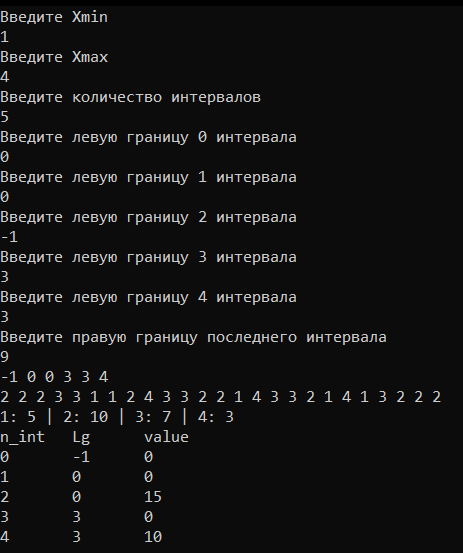 Введите Xmin
1
Введите Xmax
4
Введите количество интервалов
5
Введите левую границу 0 интервала
0
Введите левую границу 1 интервала
0
Введите левую границу 2 интервала
-1
Введите левую границу 3 интервала
3
Введите левую границу 4 интервала
3
Введите правую границу последнего интервала
9
-1 0 0 3 3 4
2 2 2 3 3 1 1 2 4 3 3 2 2 1 4 3 3 2 1 4 1 3 2 2 2
1: 5 | 2: 10 | 3: 7 | 4: 3
n_int Lg value
0 -1 0
1 0 0
2 0 15
3 3 0
4 3 10